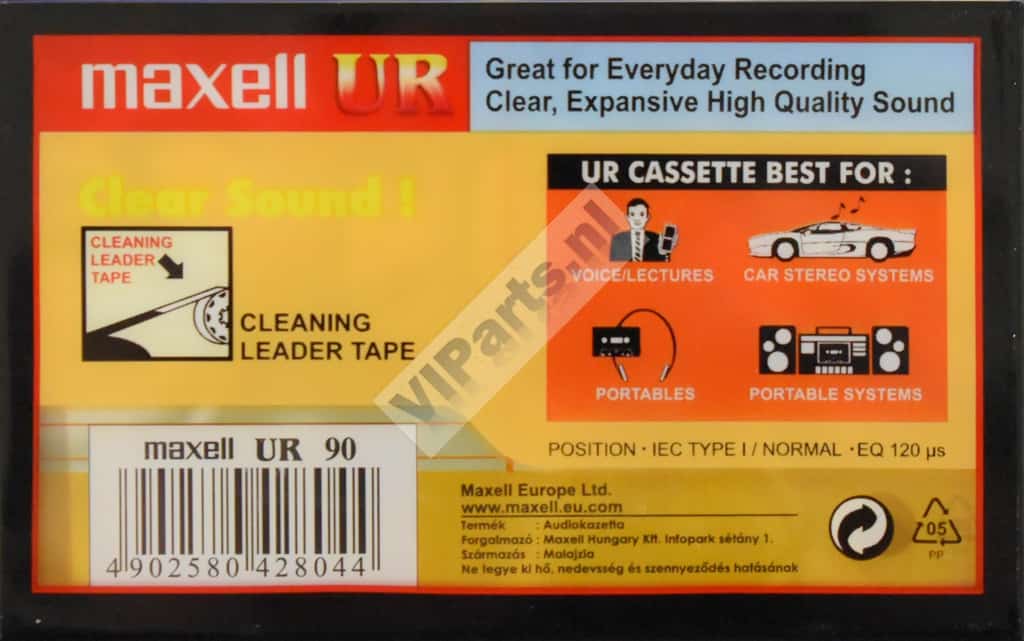 maxell UR
Great for Everyday Recording
Clear, Expansive High Quality Sound
Clear Sound !
CLEANING
LEADER
TAPE
CLEANING
LEADER TAPE
UR CASSETTE BEST FOR :
VOICE/LECTURES
CAR STEREO SYSTEMS
PORTABLES
PORTABLE SYSTEMS
VIParts.nl
POSITION · IEC TYPE I / NORMAL · EQ 120 µs
maxell UR 90
4 902580 428044
Maxell Europe Ltd.
www.maxell.eu.com
Termék : Audiokazetta
Forgalmazó : Maxell Hungary Kft. Infopark sétány 1.
Származás : Malajzia
Ne legye ki hő, nedvesség és szennyeződés hatásának
05
PP